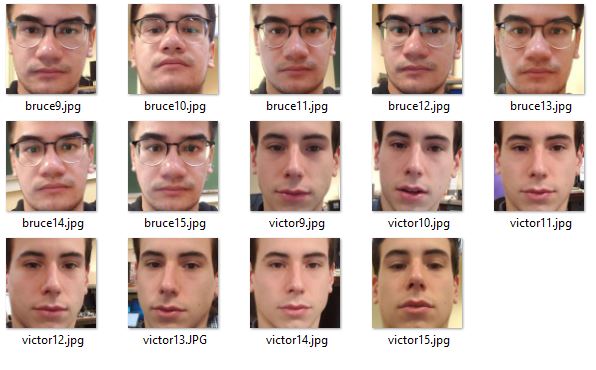 bruce9.jpg bruce10.jpg bruce11.jpg bruce12.jpg bruce13.jpg
bruce14.jpg bruce15.jpg victor9.jpg victor10.jpg victor11.jpg
victor12.jpg victor13.JPG victor14.jpg victor15.jpg